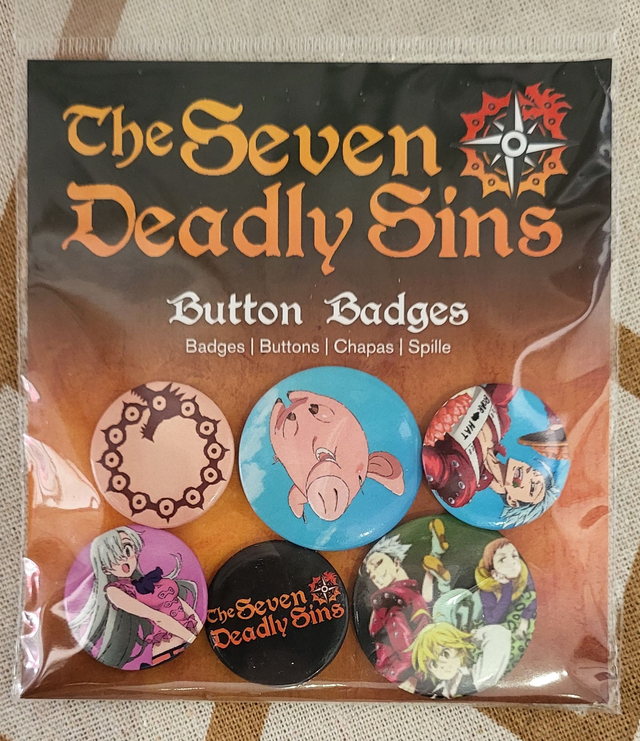 The Seven
Deadly Sins
Button Badges
Badges | Buttons | Chapas | Spille
The Seven
Deadly Sins